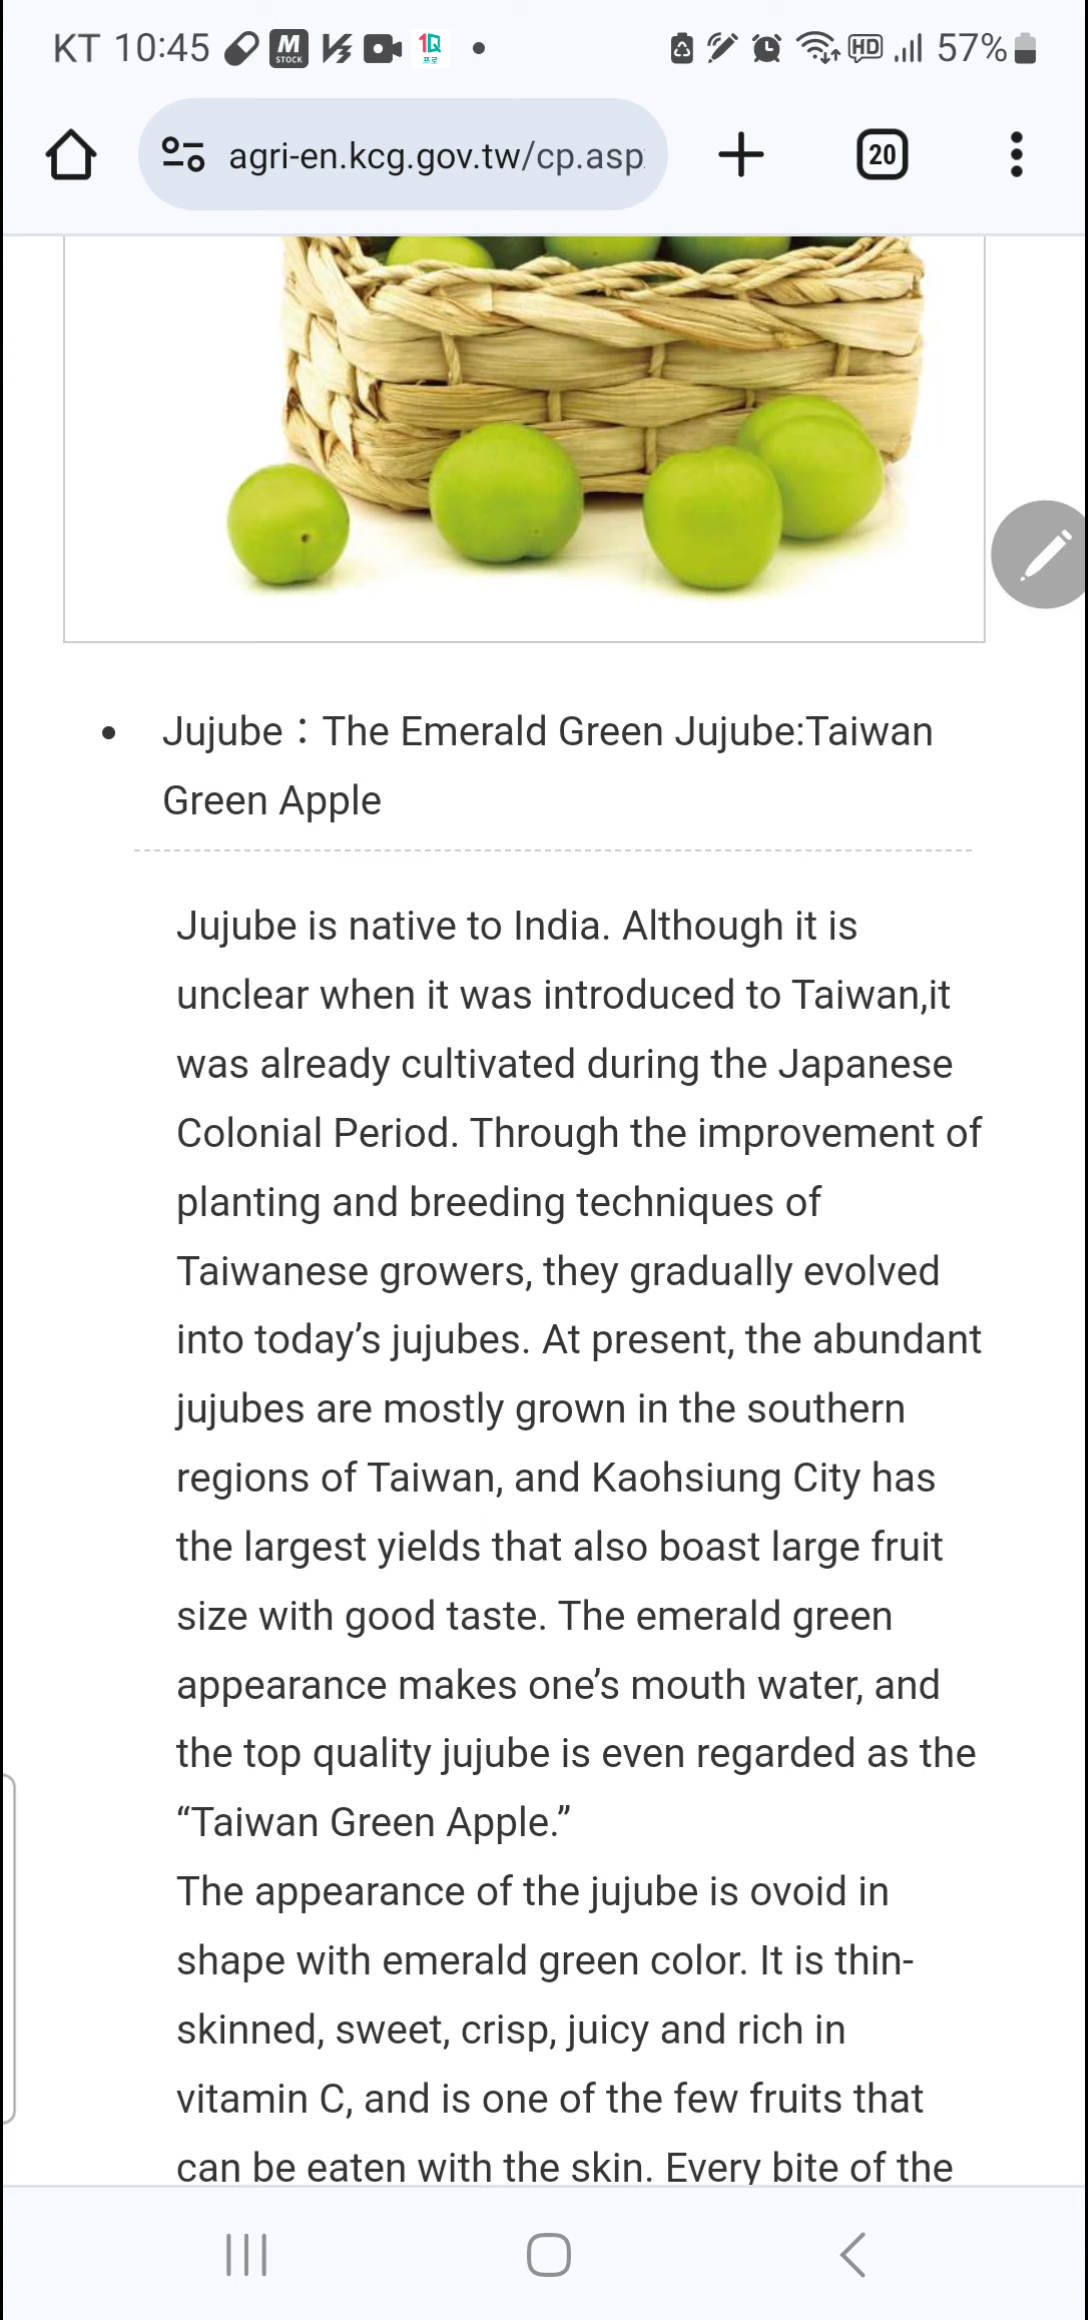 KT 10:45
M
STOCK
1Q
프로
HD
57%
agri-en.kcg.gov.tw/cp.asp
20
Jujube：The Emerald Green Jujube:Taiwan
Green Apple
Jujube is native to India. Although it is
unclear when it was introduced to Taiwan,it
was already cultivated during the Japanese
Colonial Period. Through the improvement of
planting and breeding techniques of
Taiwanese growers, they gradually evolved
into today’s jujubes. At present, the abundant
jujubes are mostly grown in the southern
regions of Taiwan, and Kaohsiung City has
the largest yields that also boast large fruit
size with good taste. The emerald green
appearance makes one’s mouth water, and
the top quality jujube is even regarded as the
“Taiwan Green Apple.”
The appearance of the jujube is ovoid in
shape with emerald green color. It is thin-
skinned, sweet, crisp, juicy and rich in
vitamin C, and is one of the few fruits that
can be eaten with the skin. Every bite of the